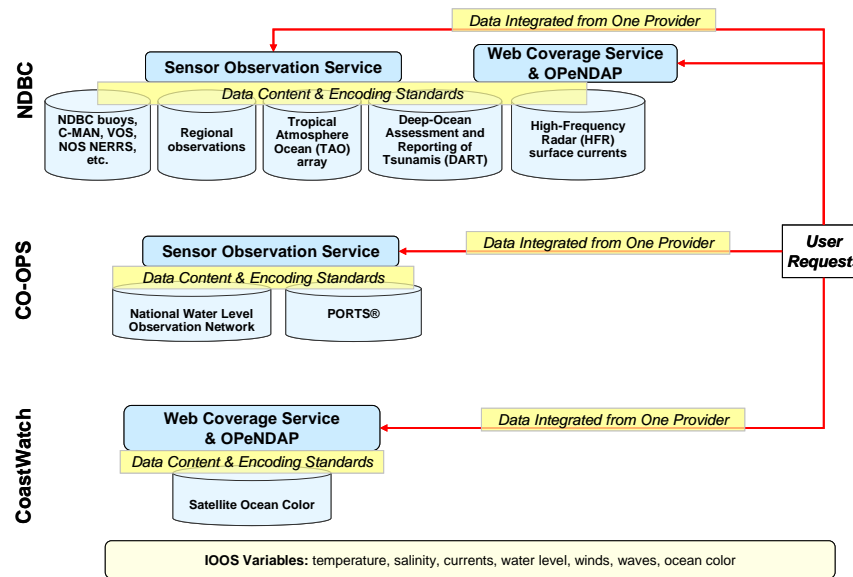 Data Integrated from One Provider
NDBC
Sensor Observation Service
Web Coverage Service
& OPeNDAP
Data Content & Encoding Standards
NDBC buoys,
C-MAN, VOS,
NOS NERRS,
etc.
Regional
observations
Tropical
Atmosphere
Ocean (TAO)
array
Deep-Ocean
Assessment and
Reporting of
Tsunamis (DART)
High-Frequency
Radar (HFR)
surface currents
User
Requests
CO-OPS
Sensor Observation Service
Data Integrated from One Provider
Data Content & Encoding Standards
National Water Level
Observation Network
PORTS®
CoastWatch
Web Coverage Service
& OPeNDAP
Data Integrated from One Provider
Data Content & Encoding Standards
Satellite Ocean Color
IOOS Variables: temperature, salinity, currents, water level, winds, waves, ocean color